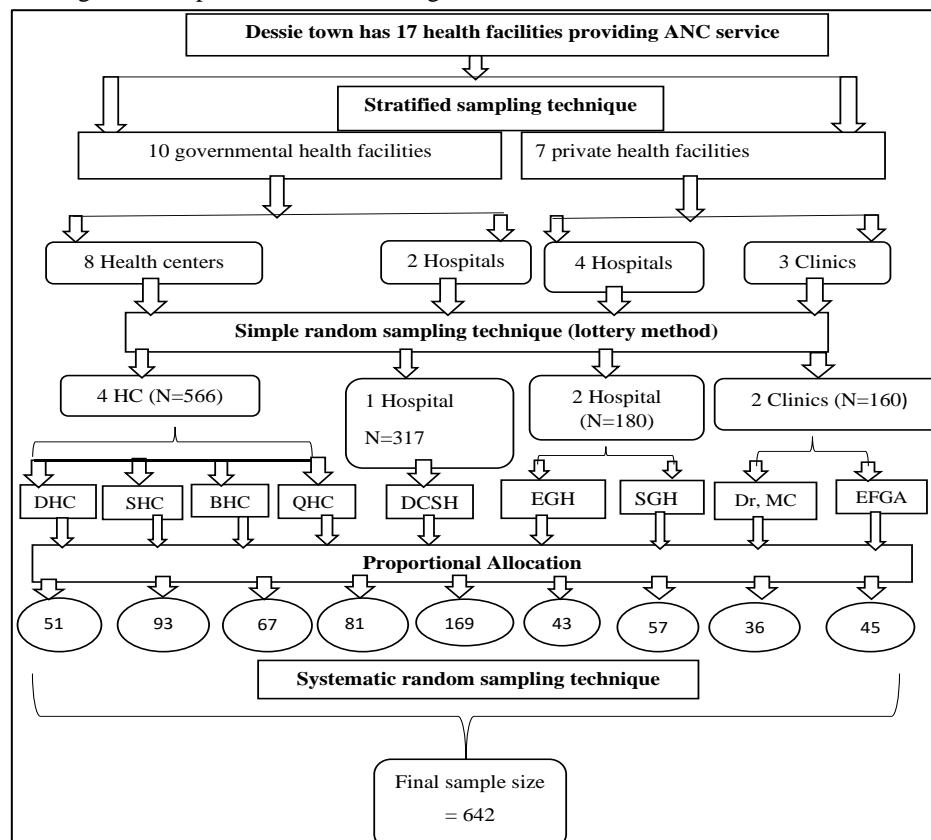 Dessie town has 17 health facilities providing ANC service
Stratified sampling technique
10 governmental health facilities
7 private health facilities
8 Health centers
2 Hospitals
4 Hospitals
3 Clinics
Simple random sampling technique (lottery method)
4 HC (N=566)
1 Hospital
N=317
2 Hospital
(N=180)
2 Clinics (N=160)
DHC
SHC
BHC
QHC
DCSH
EGH
SGH
Dr, MC
EFGA
Proportional Allocation
51
93
67
81
169
43
57
36
45
Systematic random sampling technique
Final sample size
= 642